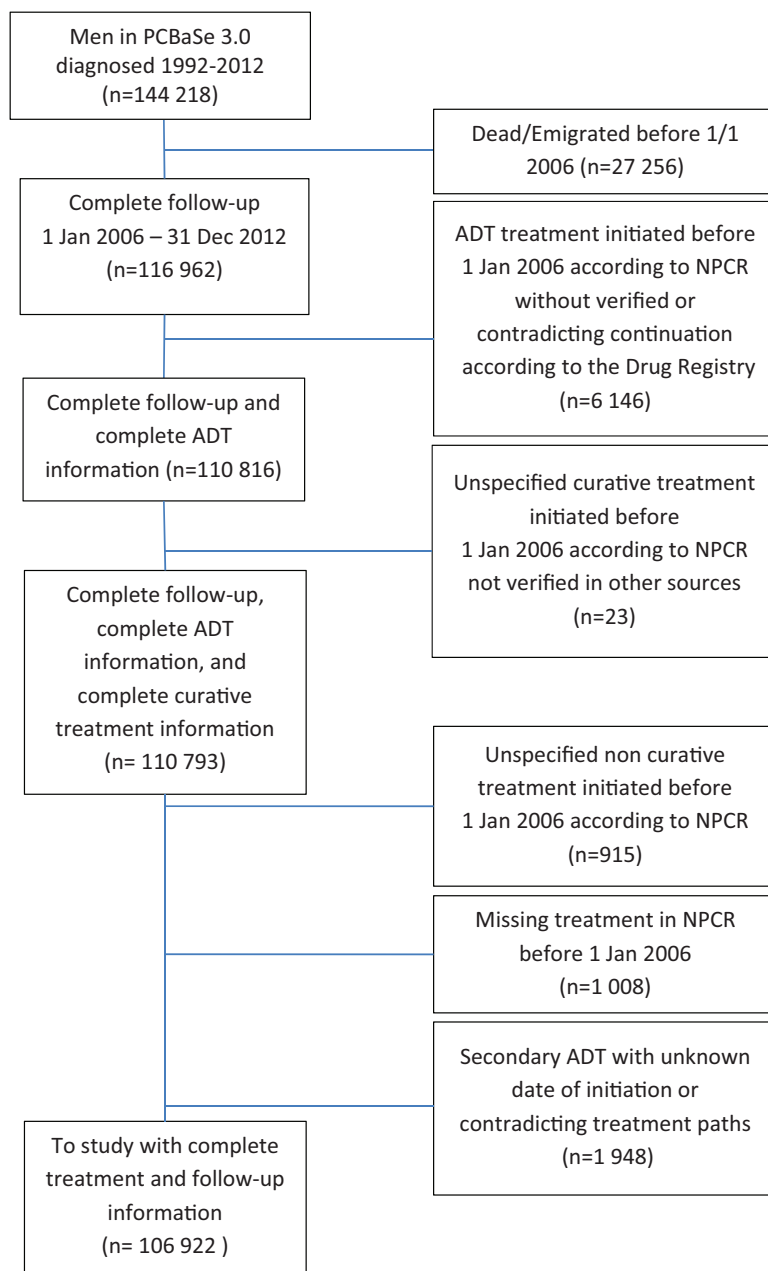 Men in PCBaSe 3.0
diagnosed 1992-2012
(n=144 218)
Dead/Emigrated before 1/1
2006 (n=27 256)
Complete follow-up
1 Jan 2006 – 31 Dec 2012
(n=116 962)
ADT treatment initiated before
1 Jan 2006 according to NPCR
without verified or
contradicting continuation
according to the Drug Registry
(n=6 146)
Complete follow-up and
complete ADT
information (n=110 816)
Unspecified curative treatment
initiated before
1 Jan 2006 according to NPCR
not verified in other sources
(n=23)
Complete follow-up,
complete ADT
information, and
complete curative
treatment information
(n= 110 793)
Unspecified non curative
treatment initiated before
1 Jan 2006 according to NPCR
(n=915)
Missing treatment in NPCR
before 1 Jan 2006
(n=1 008)
Secondary ADT with unknown
date of initiation or
contradicting treatment paths
(n=1 948)
To study with complete
treatment and follow-up
information
(n= 106 922 )